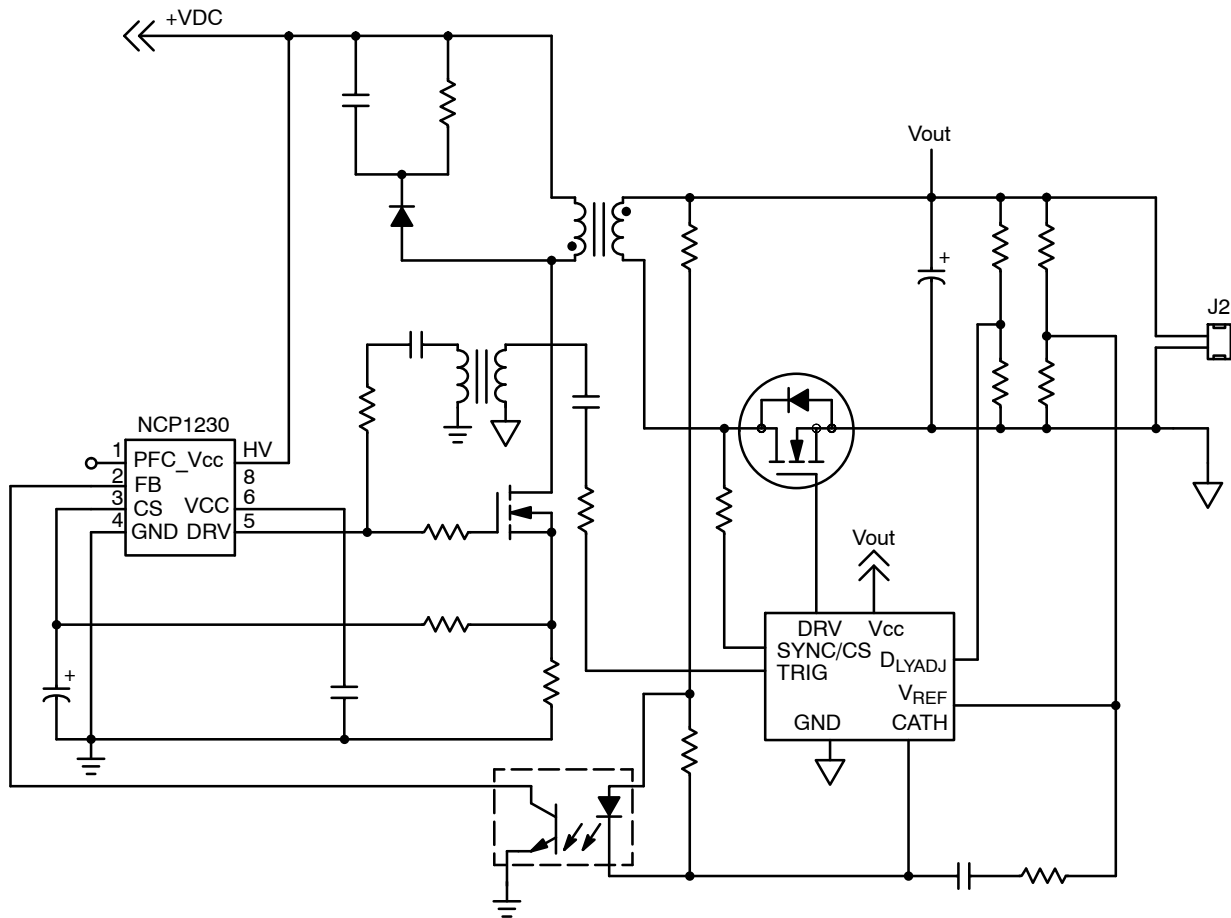 +VDC
Vout
J2
NCP1230
1 PFC_Vcc HV
2 FB 8
3 CS VCC 6
4 GND DRV 5
+
+
Vout
DRV Vcc
SYNC/CS
TRIG
DLYADJ
VREF
GND CATH